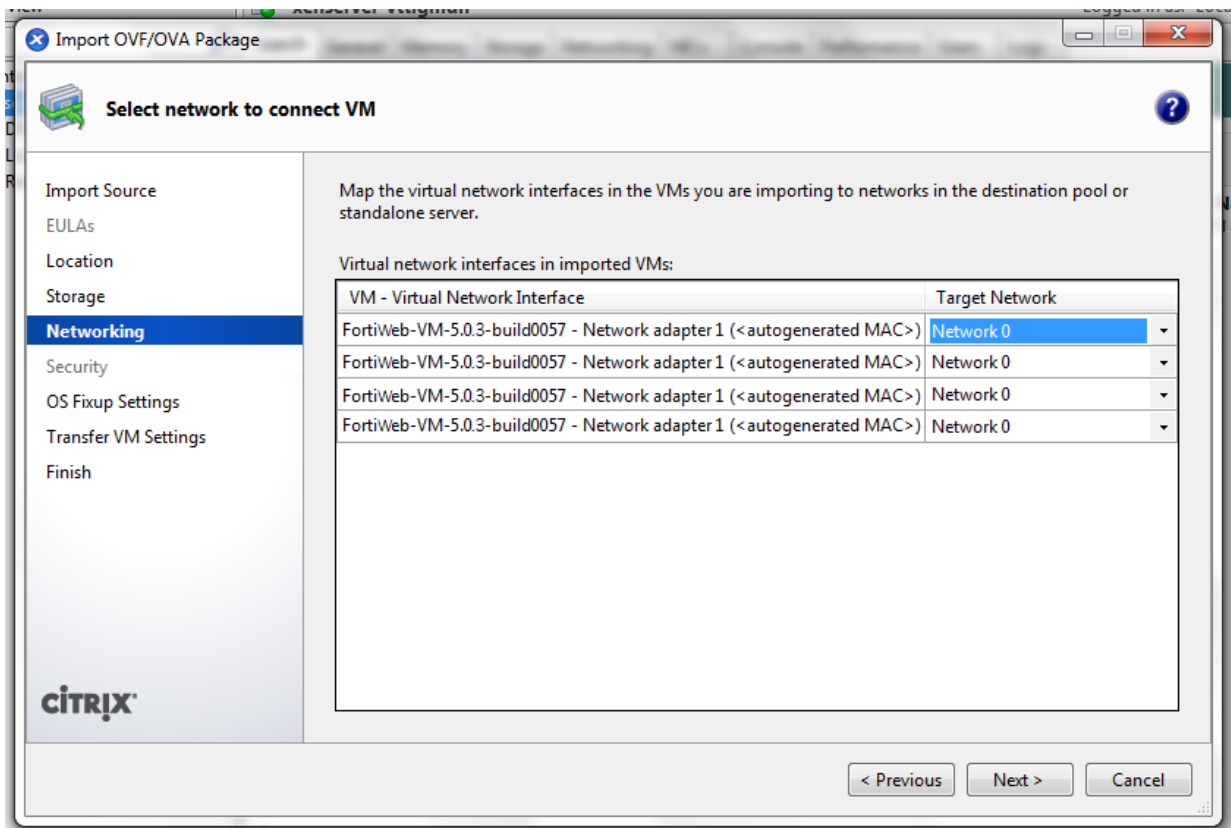 Import OVF/OVA Package
Select network to connect VM
?
Import Source
EULAs
Location
Storage
Networking
Security
OS Fixup Settings
Transfer VM Settings
Finish
CITRIX
Map the virtual network interfaces in the VMs you are importing to networks in the destination pool or
standalone server.
Virtual network interfaces in imported VMs:
VM - Virtual Network Interface Target Network
FortiWeb-VM-5.0.3-build0057 - Network adapter 1 (<autogenerated MAC>) Network 0
FortiWeb-VM-5.0.3-build0057 - Network adapter 1 (<autogenerated MAC>) Network 0
FortiWeb-VM-5.0.3-build0057 - Network adapter 1 (<autogenerated MAC>) Network 0
FortiWeb-VM-5.0.3-build0057 - Network adapter 1 (<autogenerated MAC>) Network 0
< Previous Next > Cancel